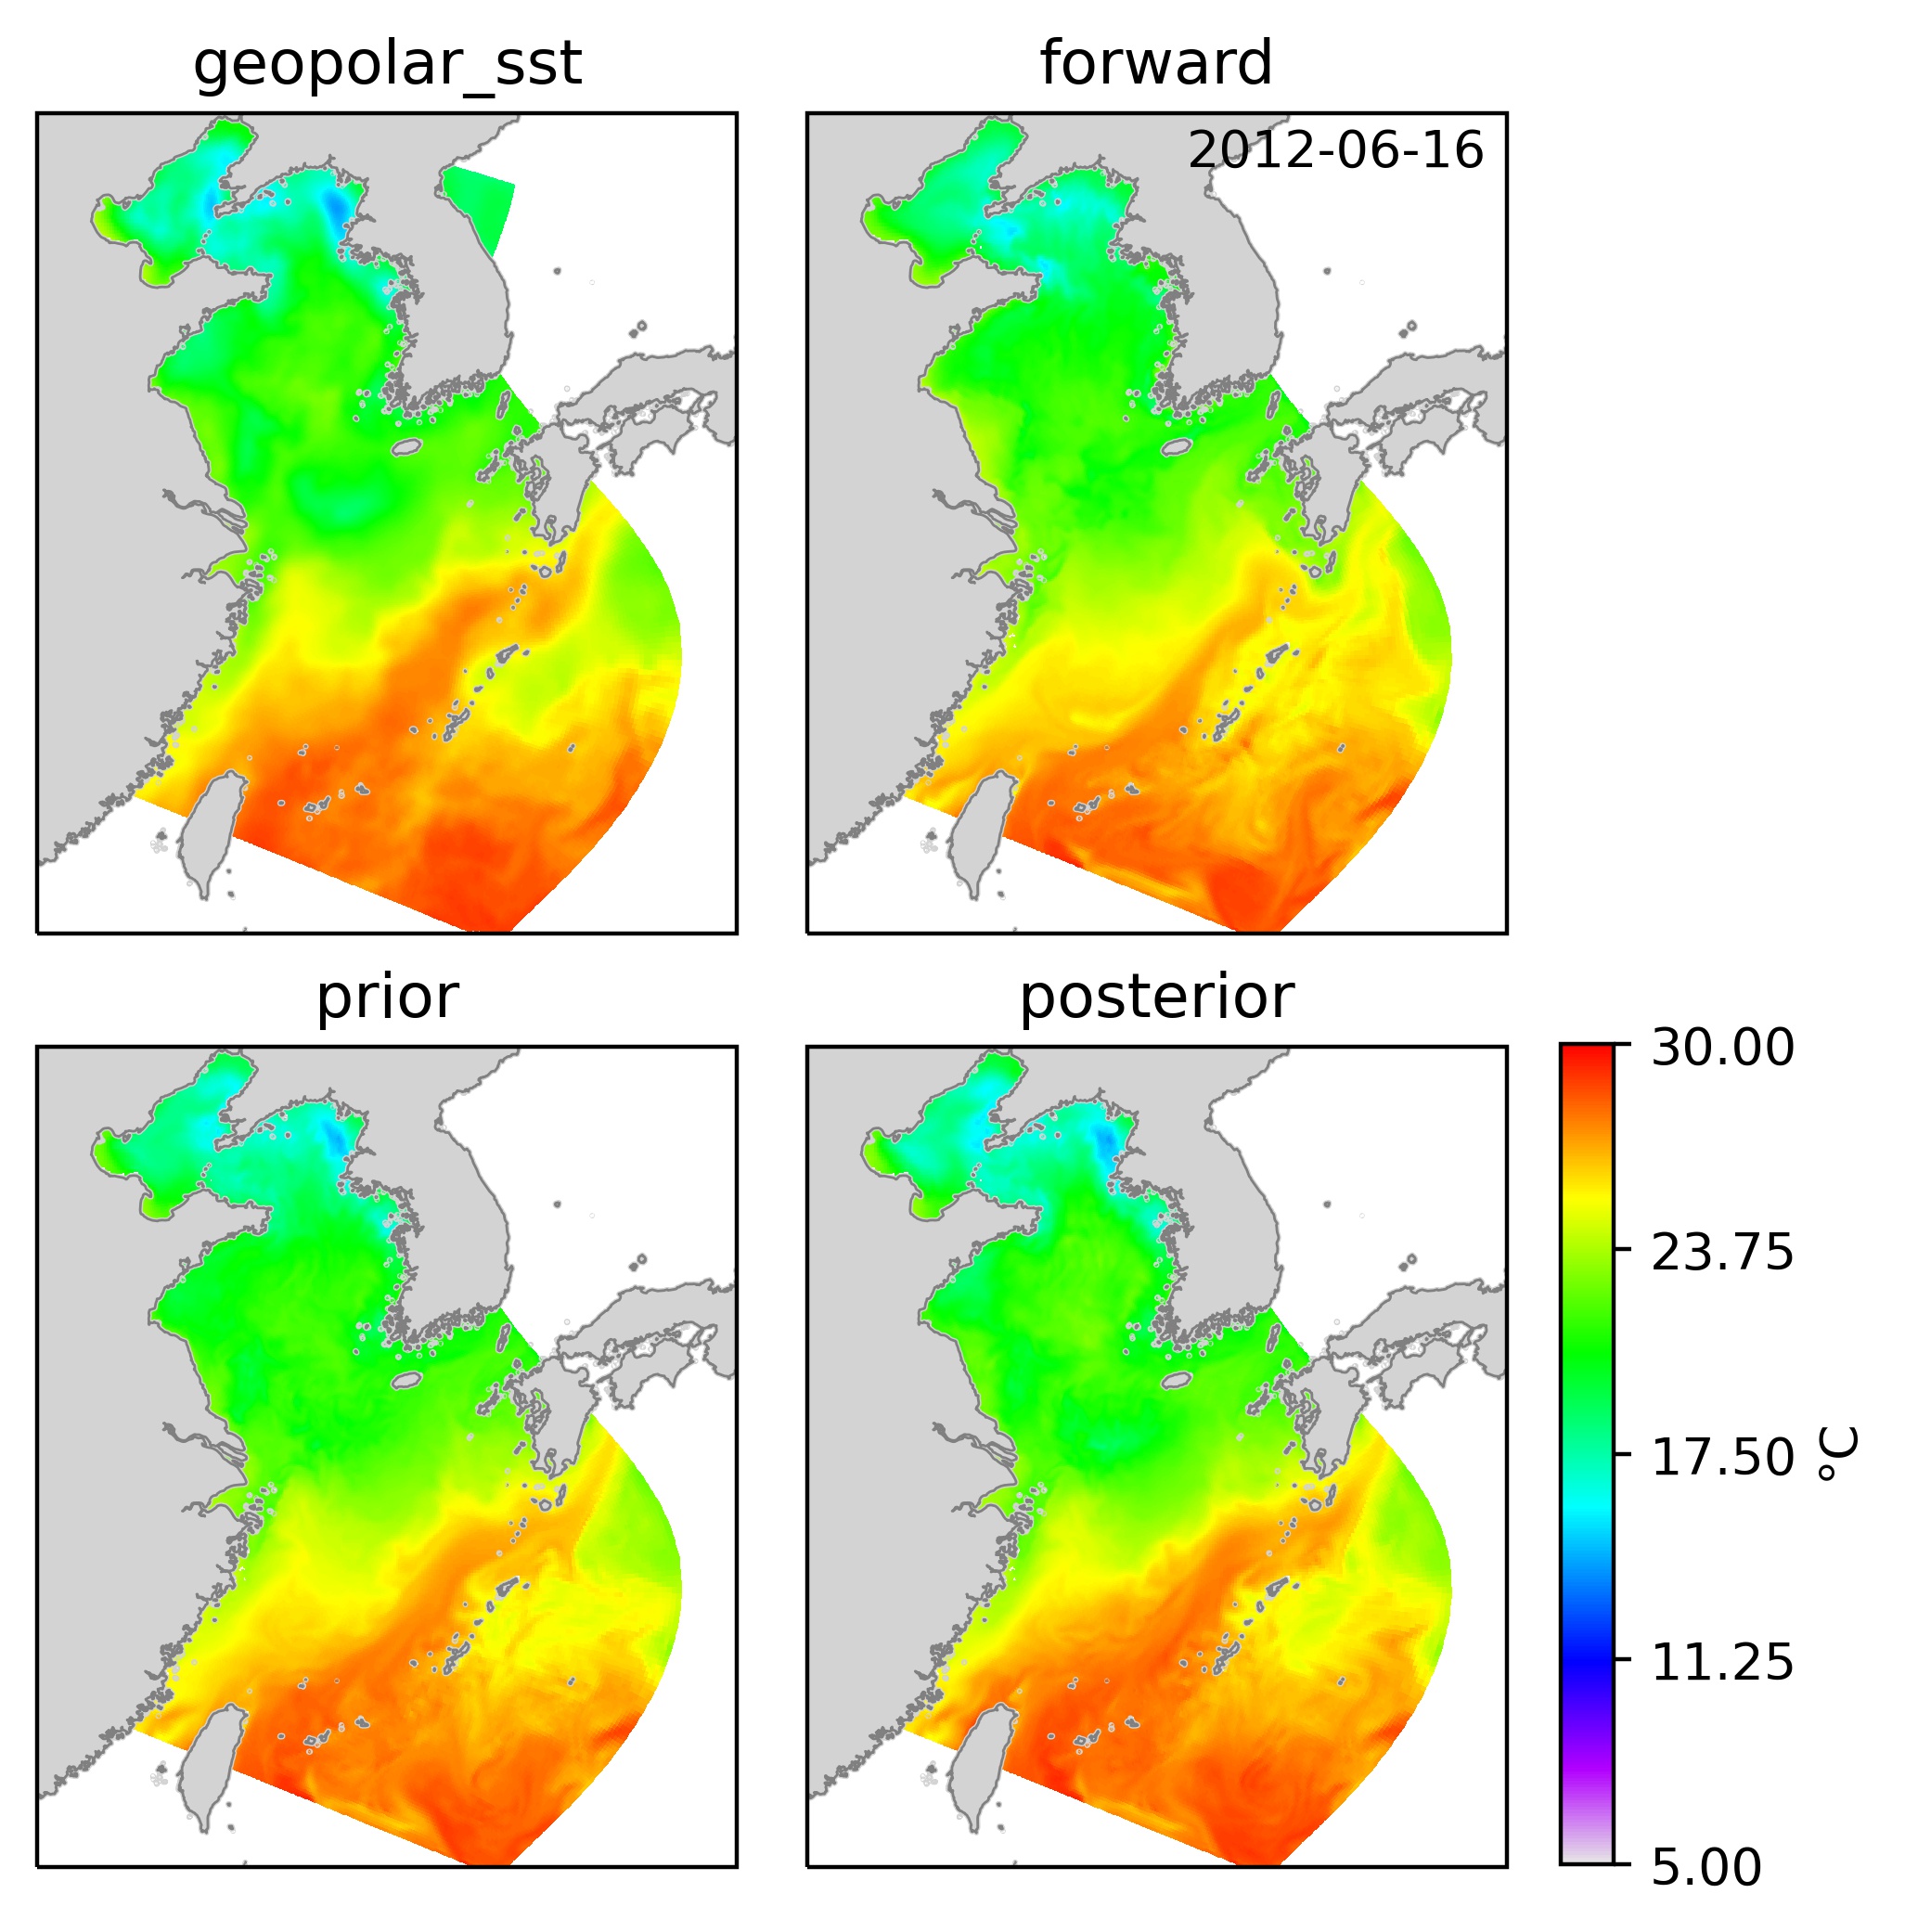 geopolar_sst
forward
2012-06-16
prior
posterior
30.00
23.75
17.50
11.25
5.00
°C